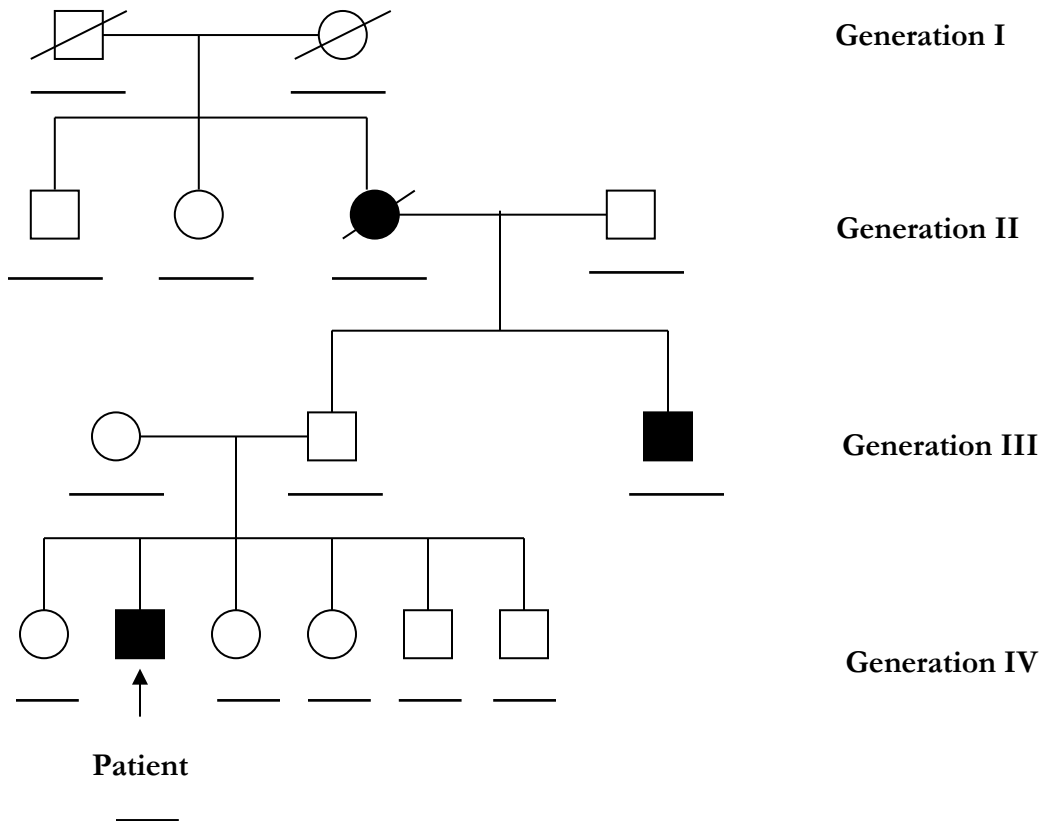 Generation I
Generation II
Generation III
Generation IV
Patient